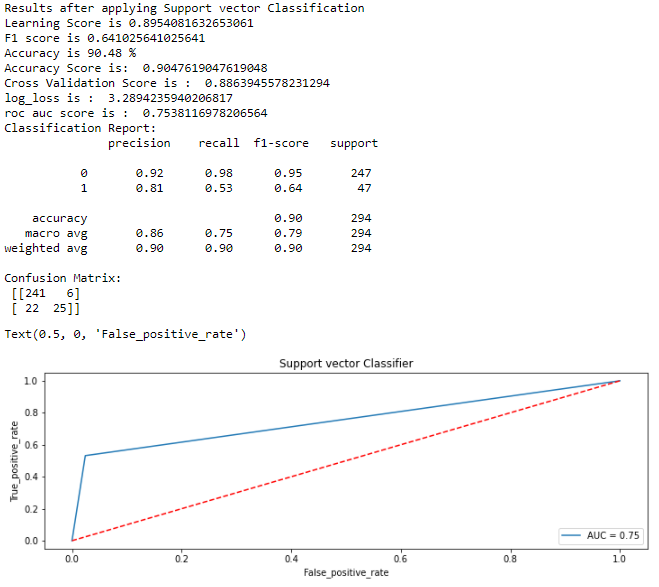 Results after applying Support vector Classification
Learning Score is 0.8954081632653061
F1 score is 0.641025641025641
Accuracy is 90.48 %
Accuracy Score is:  0.9047619047619048
Cross Validation Score is :  0.8863945578231294
log_loss is :  3.2894235940206817
roc auc score is :  0.7538116978206564
Classification Report:
precision    recall  f1-score   support
0       0.92      0.98      0.95       247
1       0.81      0.53      0.64        47
accuracy                           0.90       294
macro avg       0.86      0.75      0.79       294
weighted avg       0.90      0.90      0.90       294
Confusion Matrix:
[[241   6]
[ 22  25]]
Text(0.5, 0, 'False_positive_rate')
Support vector Classifier
1.0
0.8
0.6
0.4
0.2
0.0
True_positive_rate
AUC = 0.75
0.0 0.2 0.4 0.6 0.8 1.0
False_positive_rate